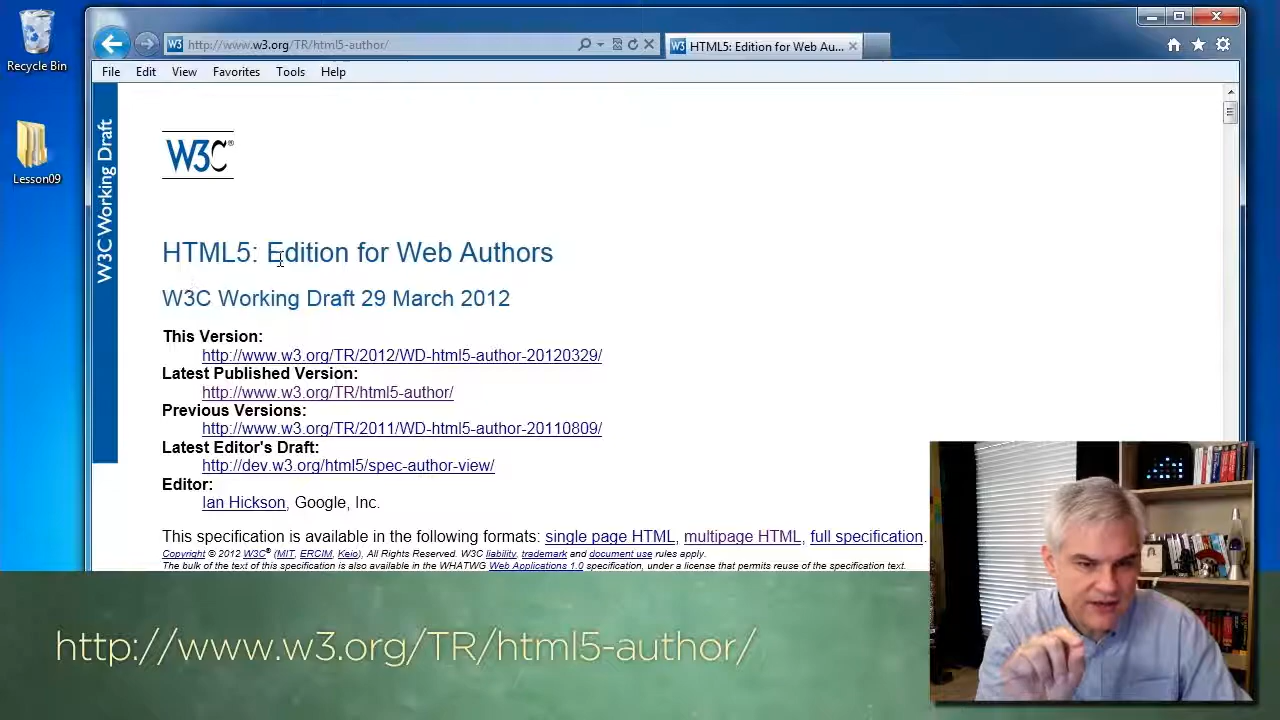 Recycle Bin
Lesson09
http://www.w3.org/TR/html5-author/
W3 HTML5: Edition for Web Au...
File Edit View Favorites Tools Help
W3C Working Draft
W3C®
HTML5: Edition for Web Authors
W3C Working Draft 29 March 2012
This Version:
http://www.w3.org/TR/2012/WD-html5-author-20120329/
Latest Published Version:
http://www.w3.org/TR/html5-author/
Previous Versions:
http://www.w3.org/TR/2011/WD-html5-author-20110809/
Latest Editor's Draft:
http://dev.w3.org/html5/spec-author-view/
Editor:
Ian Hickson, Google, Inc.
This specification is available in the following formats: single page HTML, multipage HTML, full specification.
Copyright © 2012 W3C® (MIT, ERCIM, Keio), All Rights Reserved. W3C liability, trademark and document use rules apply.
The bulk of the text of this specification is also available in the WHATWG Web Applications 1.0 specification, under a license that permits reuse of the specification text.
http://www.w3.org/TR/html5-author/